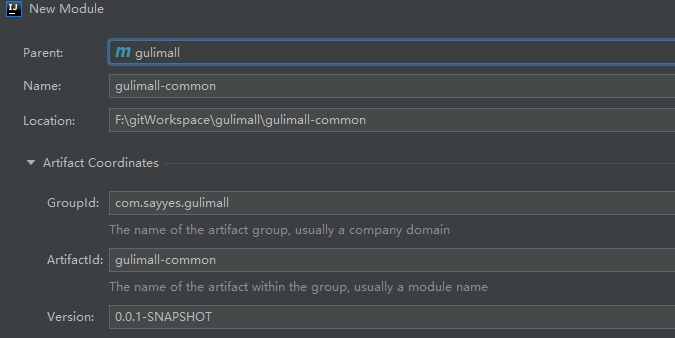 IJ New Module
Parent: m gulimall
Name: gulimall-common
Location: F:\gitWorkspace\gulimall\gulimall-common
Artifact Coordinates
GroupId: com.sayyes.gulimall
The name of the artifact group, usually a company domain
ArtifactId: gulimall-common
The name of the artifact within the group, usually a module name
Version: 0.0.1-SNAPSHOT